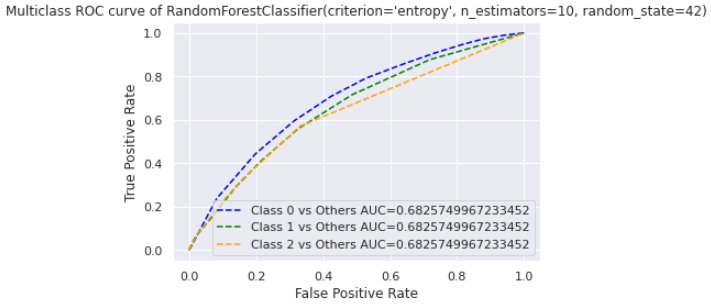 Multiclass ROC curve of RandomForestClassifier(criterion='entropy', n_estimators=10, random_state=42)
1.0
0.8
0.6
0.4
0.2
0.0
True Positive Rate
Class 0 vs Others AUC=0.6825749967233452
Class 1 vs Others AUC=0.6825749967233452
Class 2 vs Others AUC=0.6825749967233452
0.0 0.2 0.4 0.6 0.8 1.0
False Positive Rate